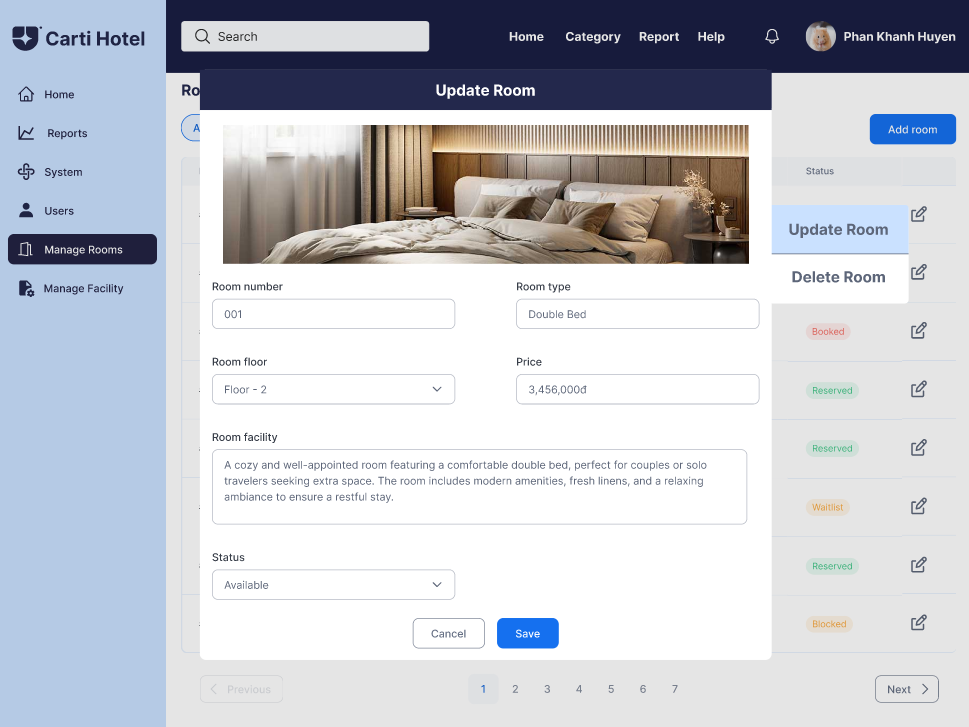 Carti Hotel
Search
Home
Category
Report
Help
Phan Khanh Huyen
Home
Reports
System
Users
Manage Rooms
Manage Facility
Ro
A
Add room
Status
Update Room
Room number
001
Room type
Double Bed
Room floor
Floor - 2
Price
3,456,000đ
Room facility
A cozy and well-appointed room featuring a comfortable double bed, perfect for couples or solo
travelers seeking extra space. The room includes modern amenities, fresh linens, and a relaxing
ambiance to ensure a restful stay.
Status
Available
Cancel
Save
Update Room
Delete Room
Booked
Reserved
Reserved
Waitlist
Reserved
Blocked
Previous
1
2
3
4
5
6
7
Next